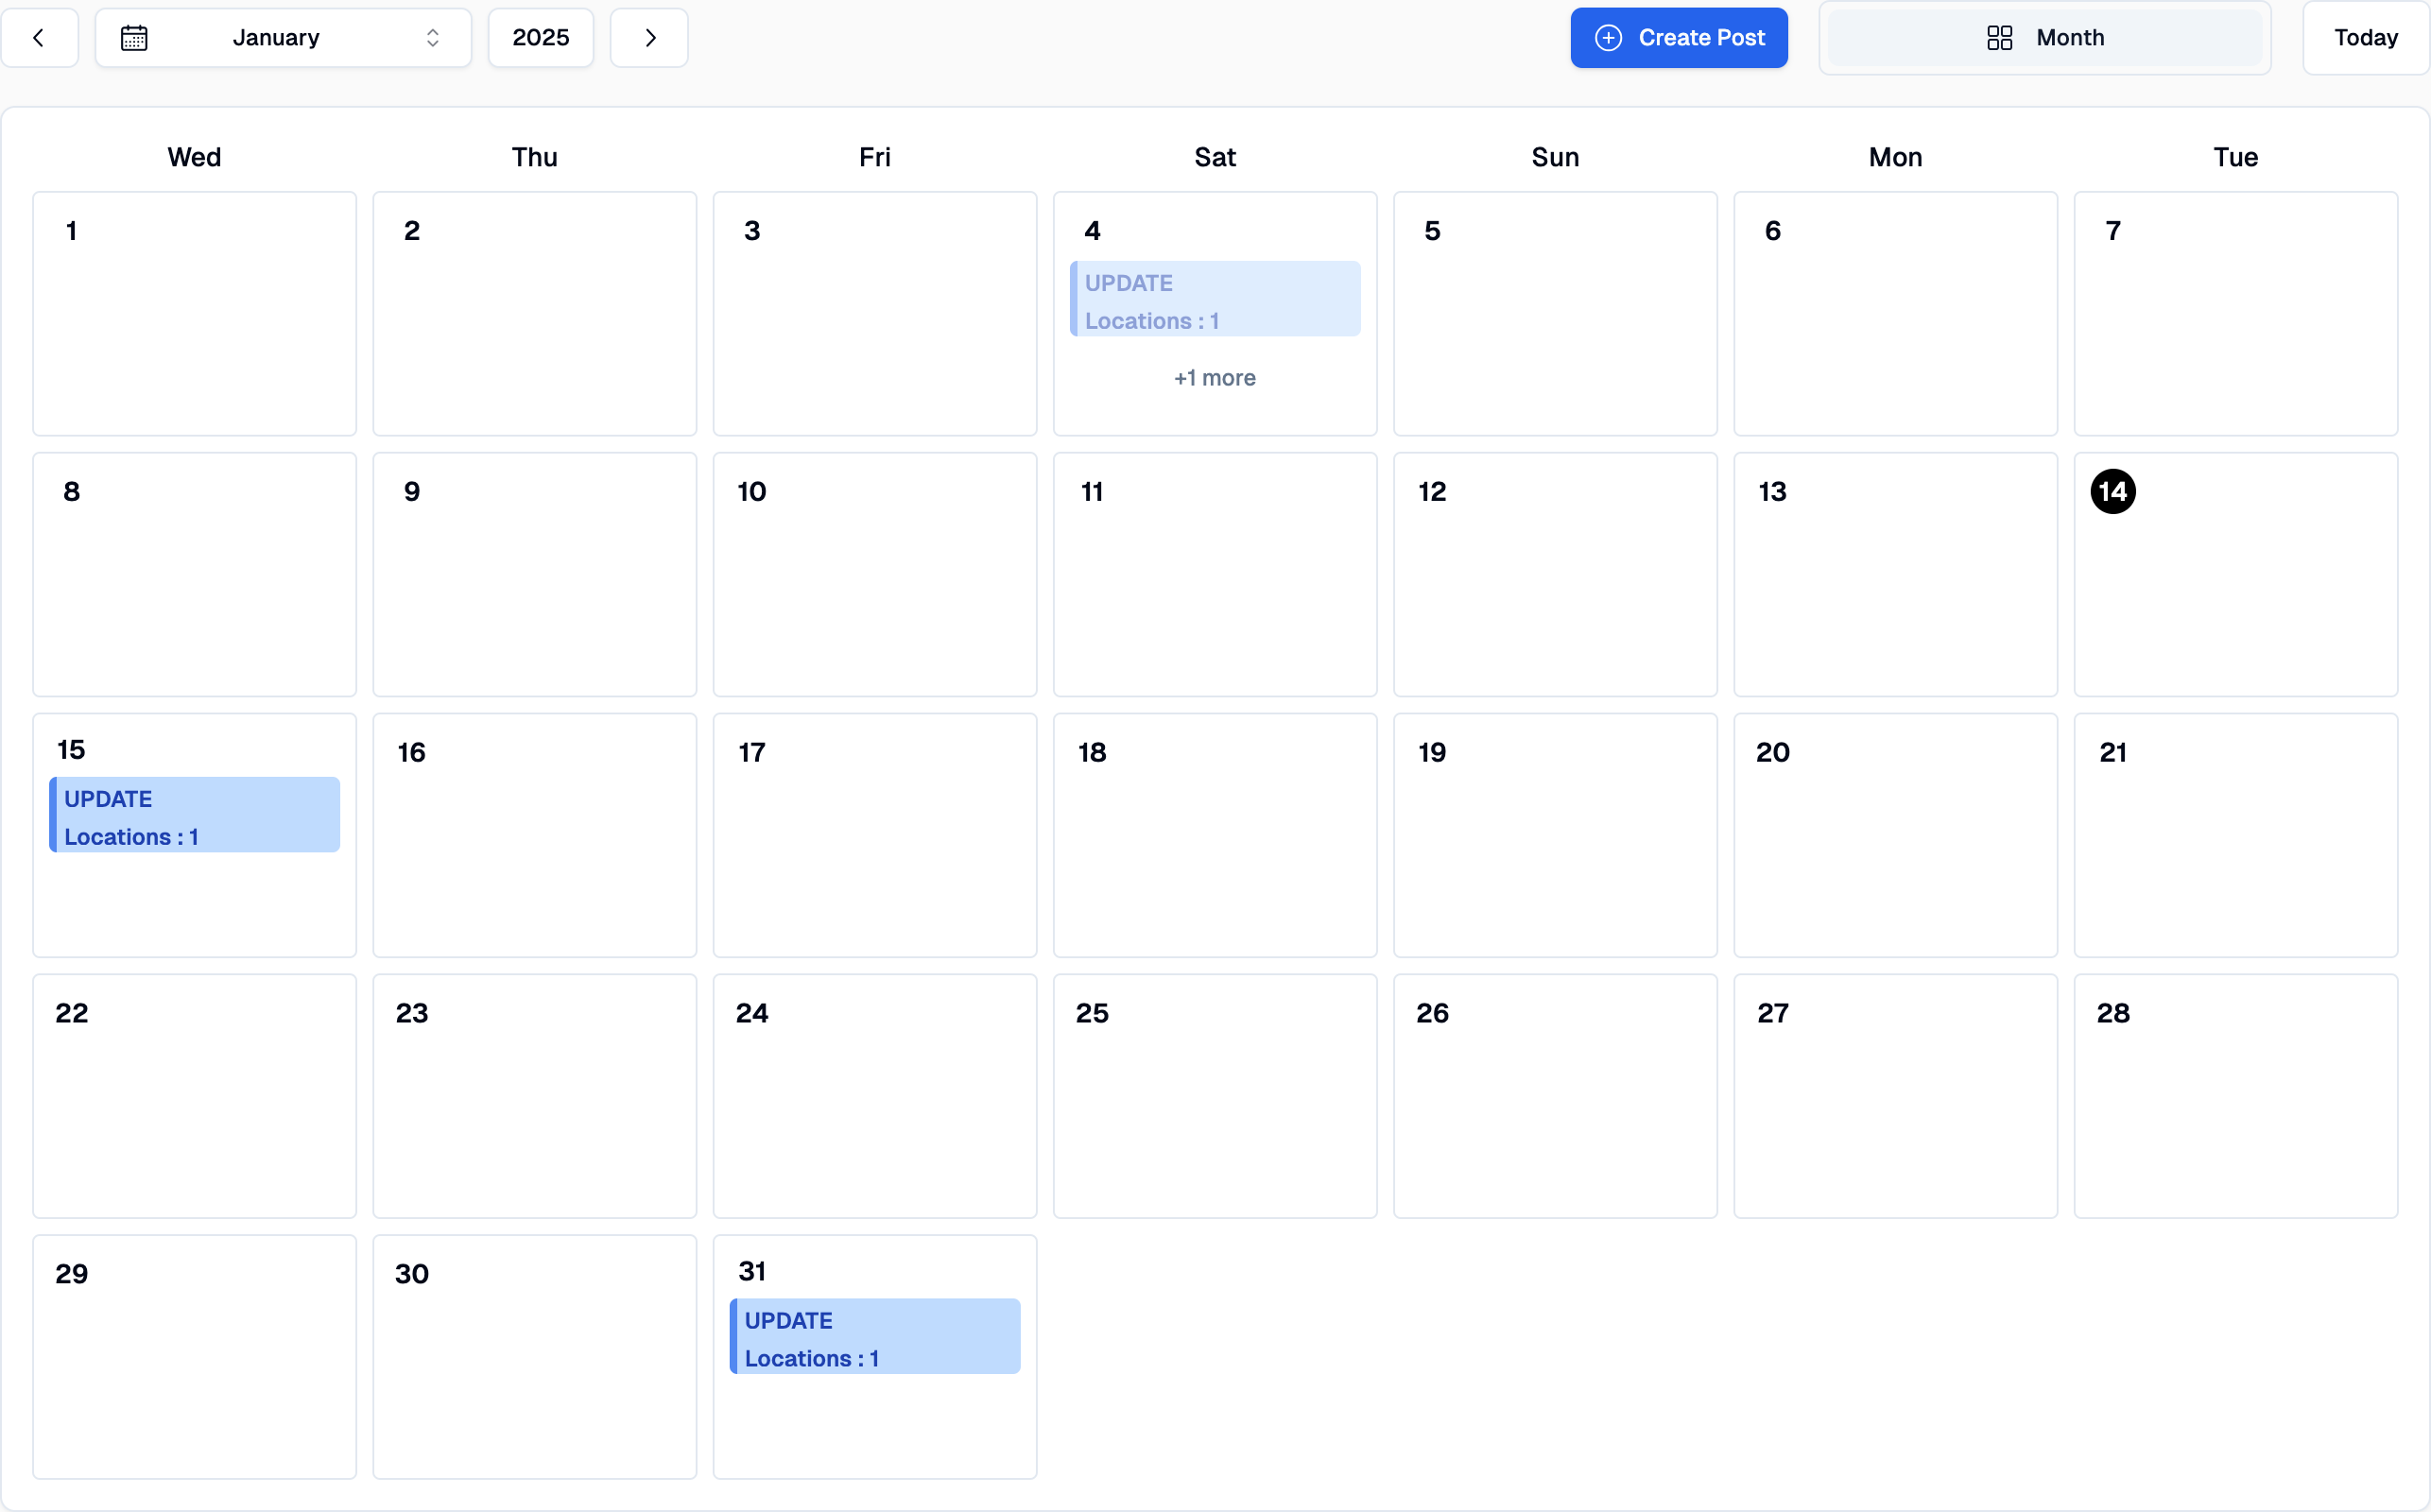 January
2025
Create Post
Month
Today
Wed Thu Fri Sat Sun Mon Tue
1 2 3 4 5 6 7
UPDATE
Locations : 1
+1 more
8 9 10 11 12 13 14
15 16 17 18 19 20 21
UPDATE
Locations : 1
22 23 24 25 26 27 28
29 30 31
UPDATE
Locations : 1